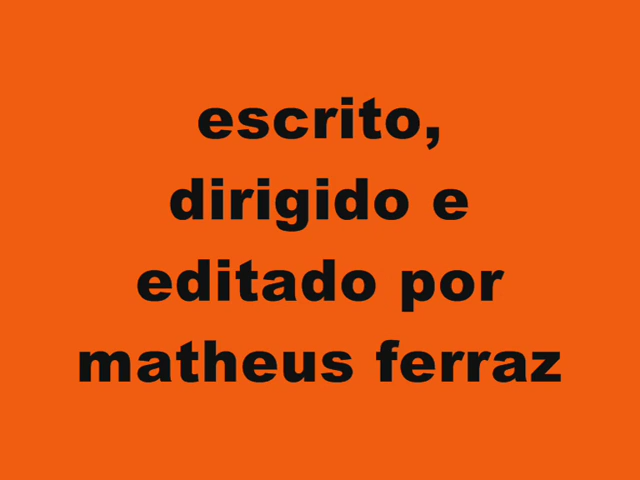 escrito,
dirigido e
editado por
matheus ferraz